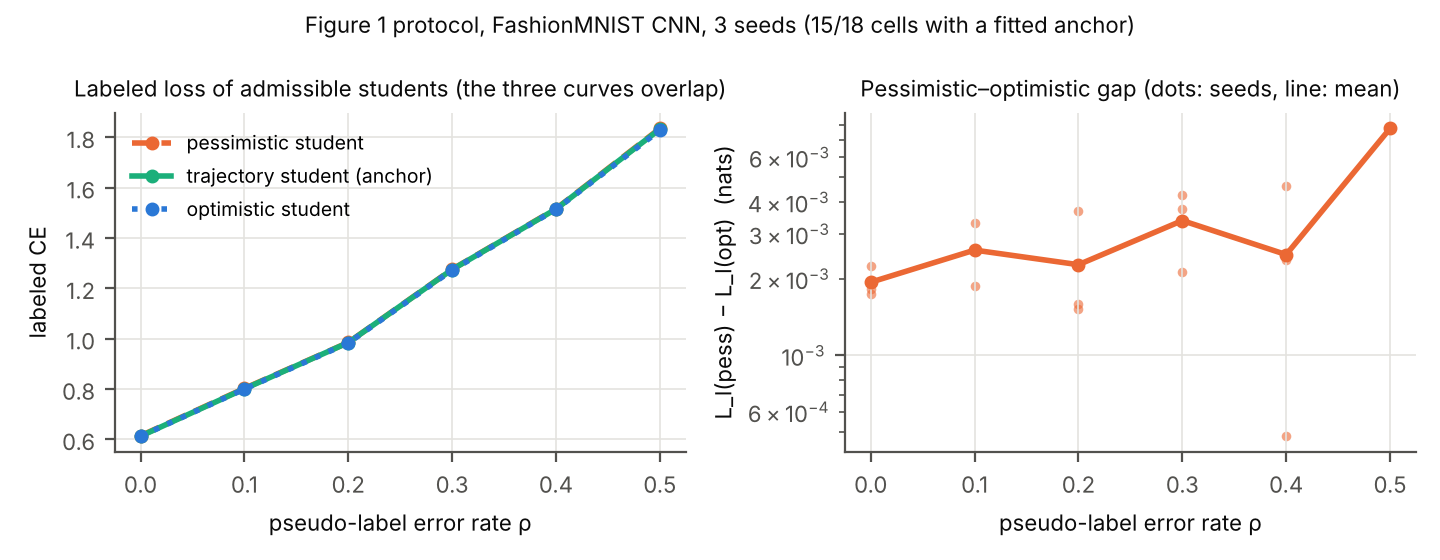 Figure 1 protocol, FashionMNIST CNN, 3 seeds (15/18 cells with a fitted anchor)
Labeled loss of admissible students (the three curves overlap)
pessimistic student
trajectory student (anchor)
optimistic student
labeled CE
1.8
1.6
1.4
1.2
1.0
0.8
0.6
0.0 0.1 0.2 0.3 0.4 0.5
pseudo-label error rate ρ
Pessimistic–optimistic gap (dots: seeds, line: mean)
L_l(pess) − L_l(opt) (nats)
6 × 10⁻³
4 × 10⁻³
3 × 10⁻³
2 × 10⁻³
10⁻³
6 × 10⁻⁴
0.0 0.1 0.2 0.3 0.4 0.5
pseudo-label error rate ρ